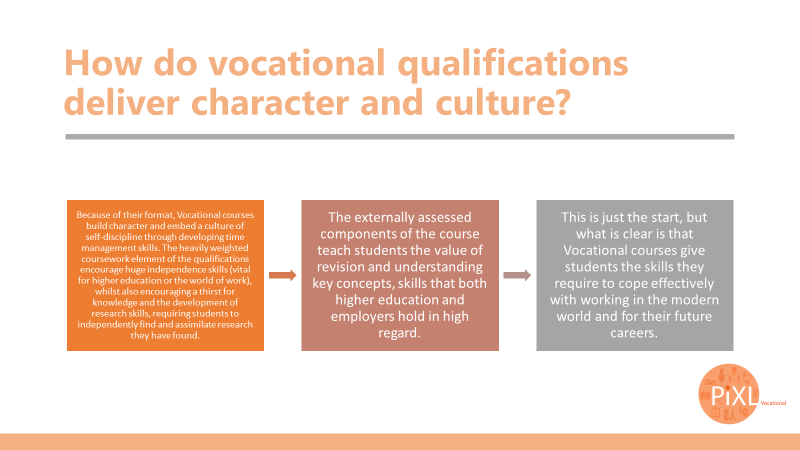 How do vocational qualifications
deliver character and culture?
Because of their format, Vocational courses
build character and embed a culture of
self-discipline through developing time
management skills. The heavily weighted
coursework element of the qualifications
encourage huge independence skills (vital
for higher education or the world of work),
whilst also encouraging a thirst for
knowledge and the development of
research skills, requiring students to
independently find and assimilate research
they have found.
The externally assessed
components of the course
teach students the value of
revision and understanding
key concepts, skills that both
higher education and
employers hold in high
regard.
This is just the start, but
what is clear is that
Vocational courses give
students the skills they
require to cope effectively
with working in the modern
world and for their future
careers.
PiXL Vocational